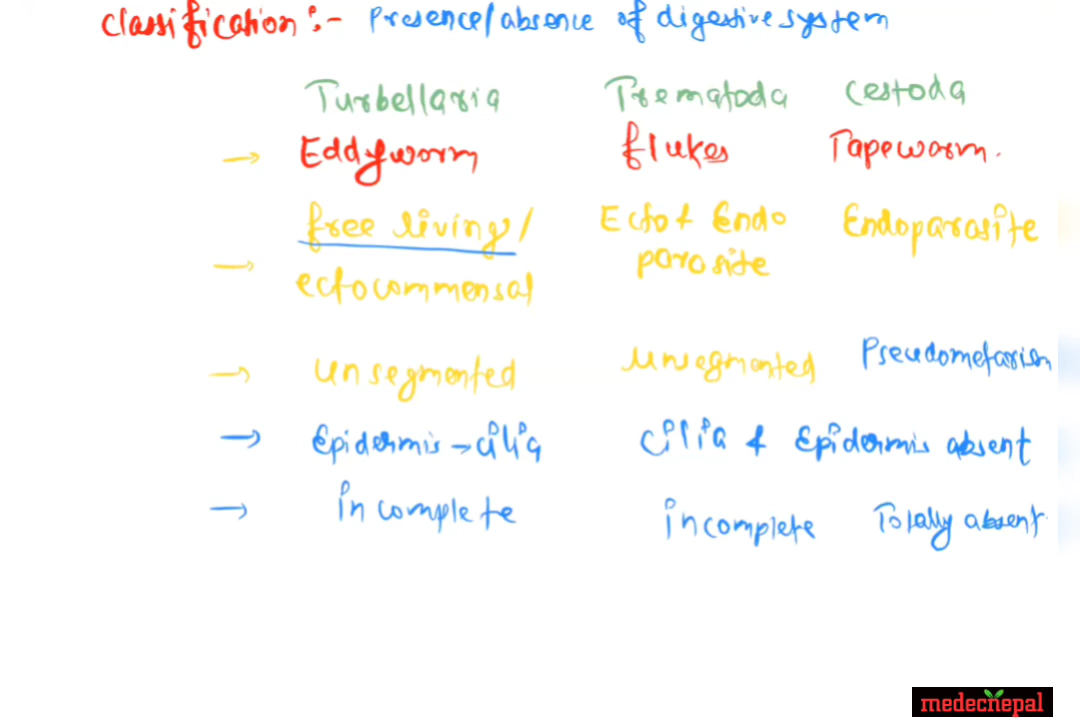 Classification :- Presence/absence of digestive system
Turbellaria Trematoda Cestoda
→ Eddyworm flukes Tapeworm.
free living/ Ecto + Endo Endoparasite
→ ectocommensal parasite
→ unsegmented unsegmented Pseudometarism
→ Epidermis → cilia cilia & Epidermis absent
→ incomplete incomplete Totally absent
medecnepal